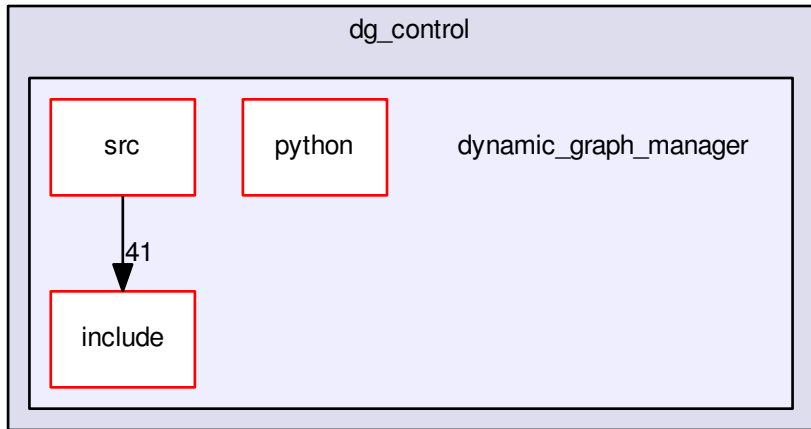 dg_control
src
python
dynamic_graph_manager
41
include